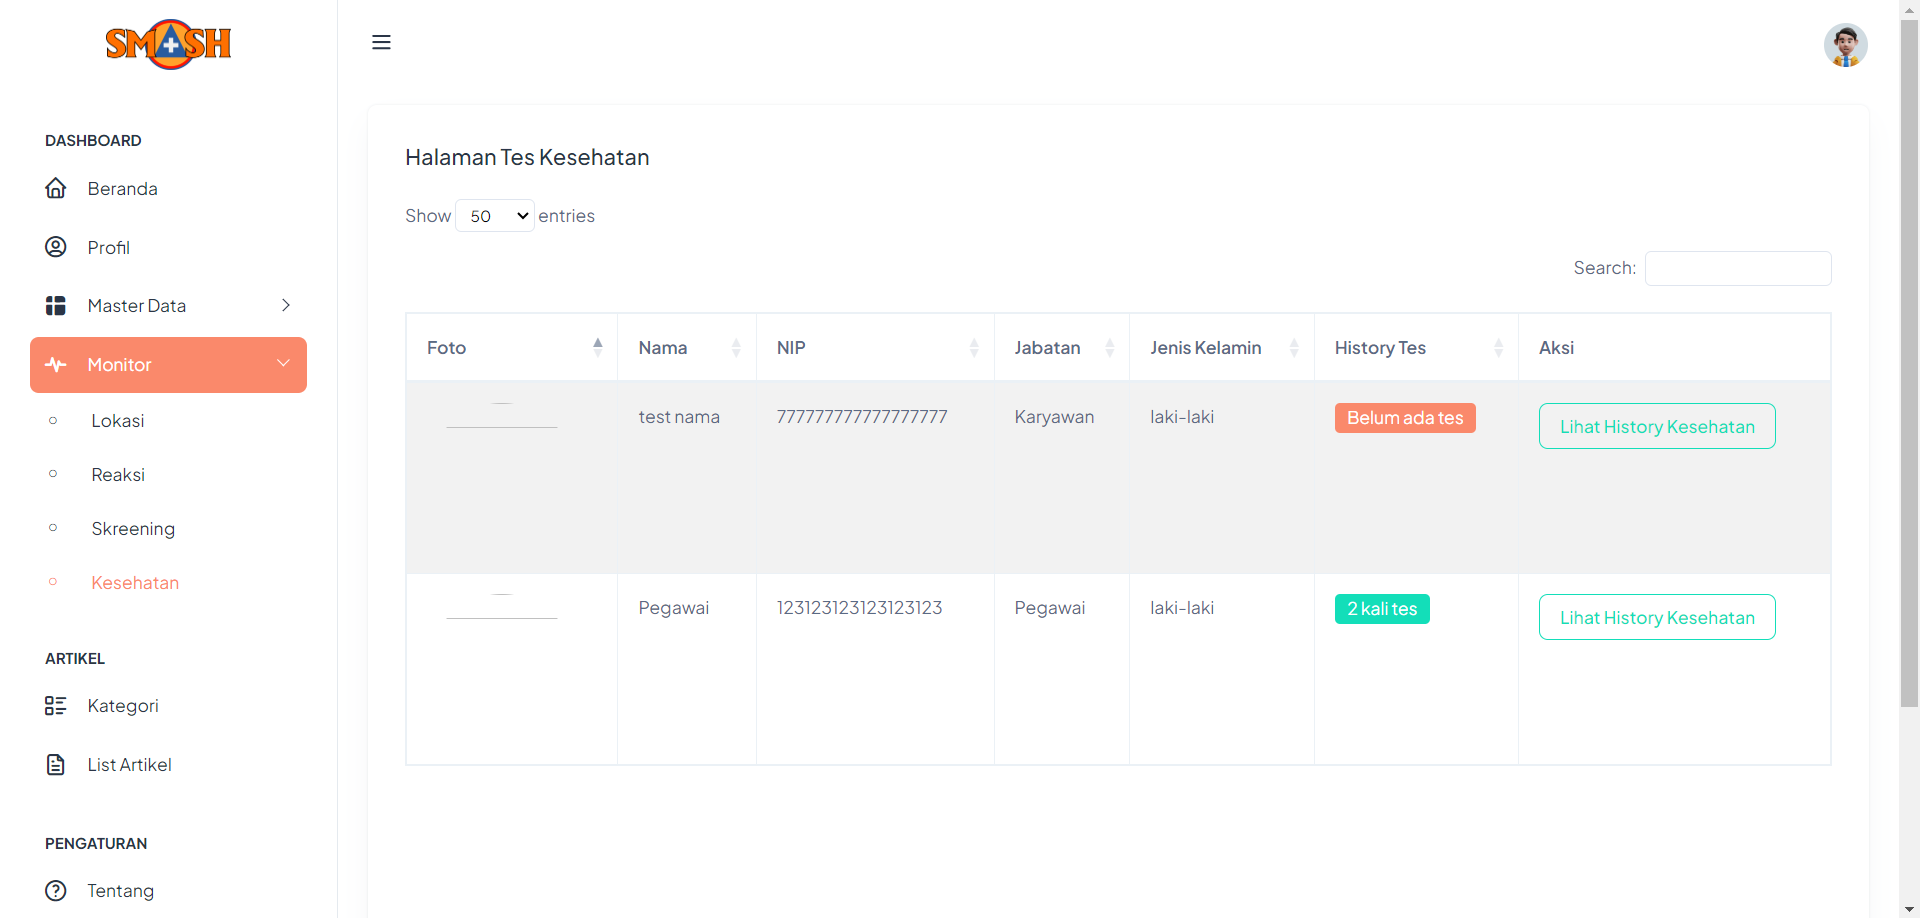 SMASH
DASHBOARD
Beranda
Profil
Master Data
Monitor
Lokasi
Reaksi
Skreening
Kesehatan
ARTIKEL
Kategori
List Artikel
PENGATURAN
Tentang
Halaman Tes Kesehatan
Show 50 entries
Search:
Foto Nama NIP Jabatan Jenis Kelamin History Tes Aksi
test nama 777777777777777777 Karyawan laki-laki Belum ada tes Lihat History Kesehatan
Pegawai 123123123123123123 Pegawai laki-laki 2 kali tes Lihat History Kesehatan